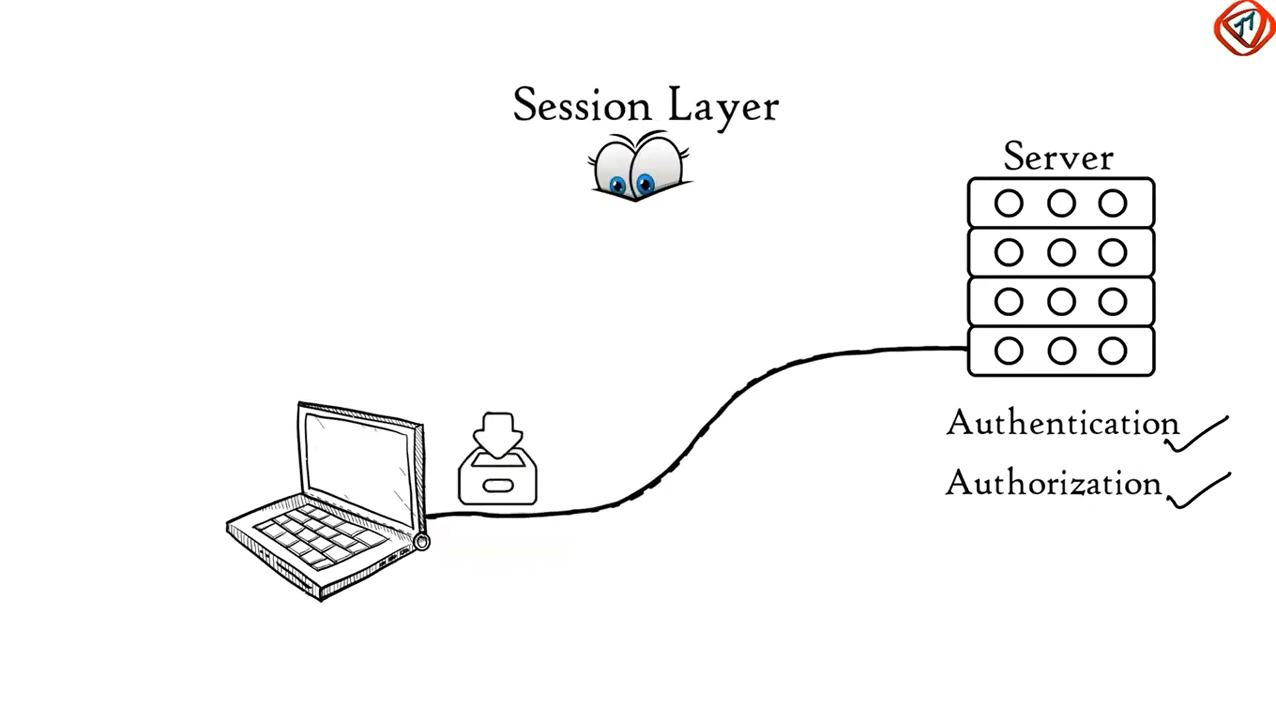 Session Layer
Server
Authentication
Authorization